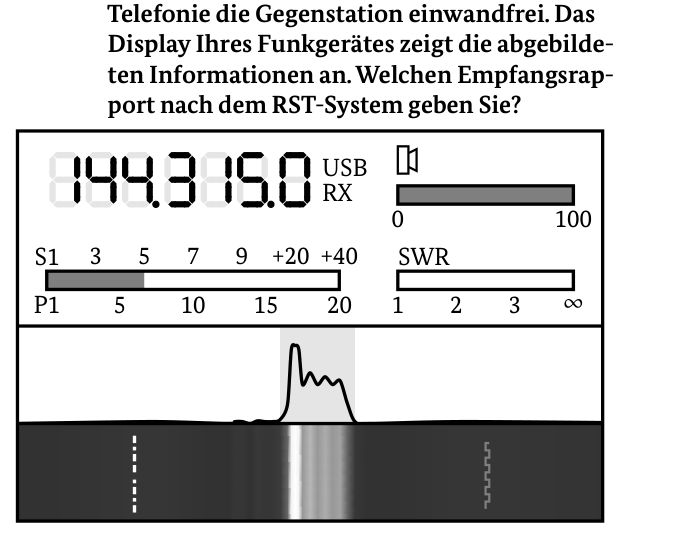 Telefonie die Gegenstation einwandfrei. Das
Display Ihres Funkgerätes zeigt die abgebilde-
ten Informationen an. Welchen Empfangsrap-
port nach dem RST-System geben Sie?
144.315.0 USB
RX
0 100
S1 3 5 7 9 +20 +40 SWR
P1 5 10 15 20 1 2 3 ∞